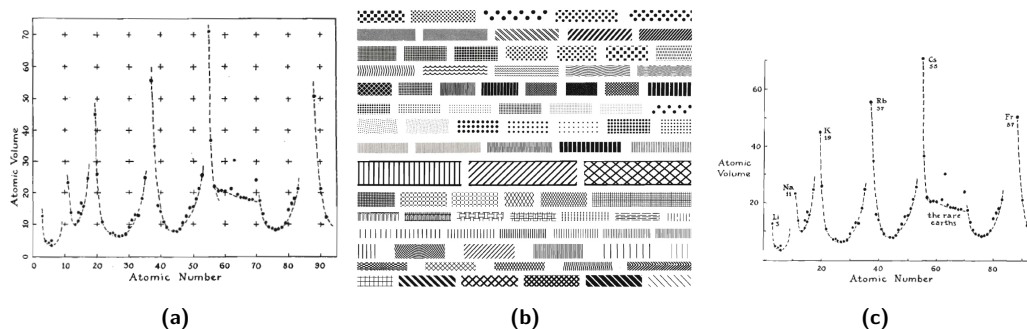 70
60
50
40
30
20
10
0
Atomic Volume
0 10 20 30 40 50 60 70 80 90
Atomic Number
(a)
(b)
Cs
55
60
Rb
37
Fr
87
K
19
40
Atomic
Volume
Na
11
20
Li
3
the rare
earths
20 40 60 80
Atomic Number
(c)